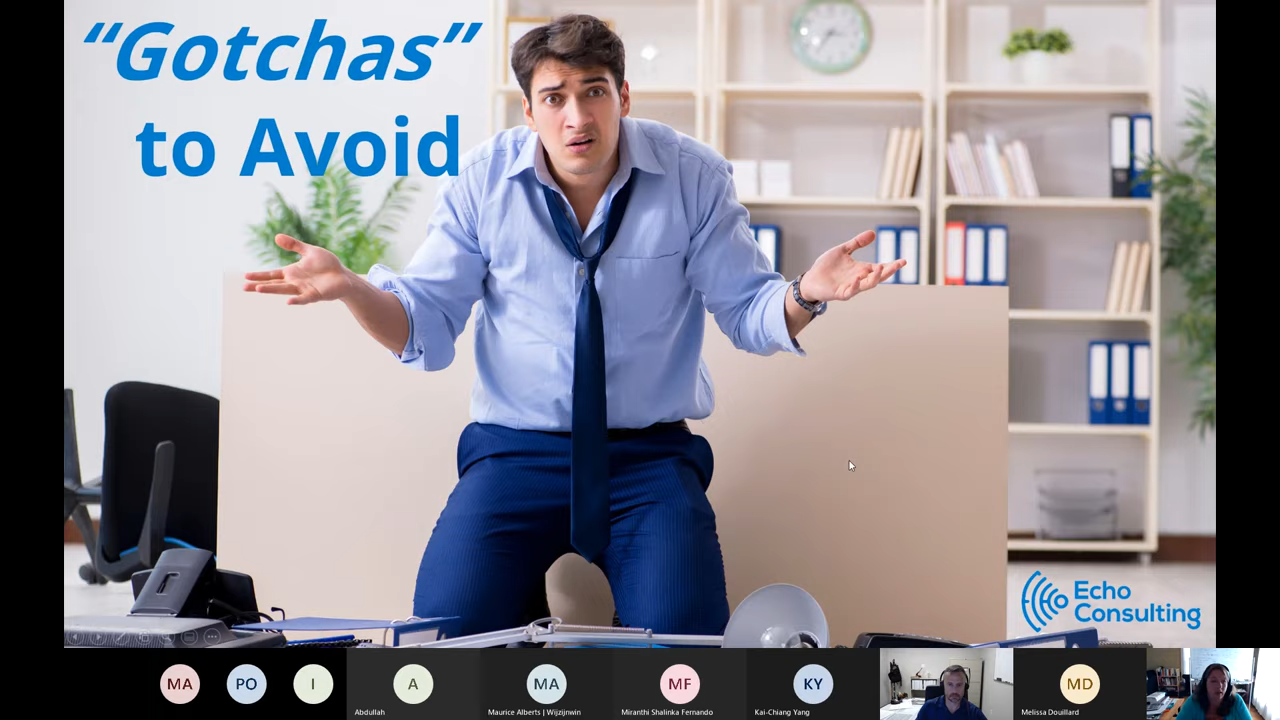 “Gotchas”
to Avoid
Echo
Consulting
MA
PO
I
A
MA
MF
KY
MD
Abdullah
Maurice Alberts | Wijzijnwin
Miranthi Shalinka Fernando
Kai-Chiang Yang
Melissa Douillard